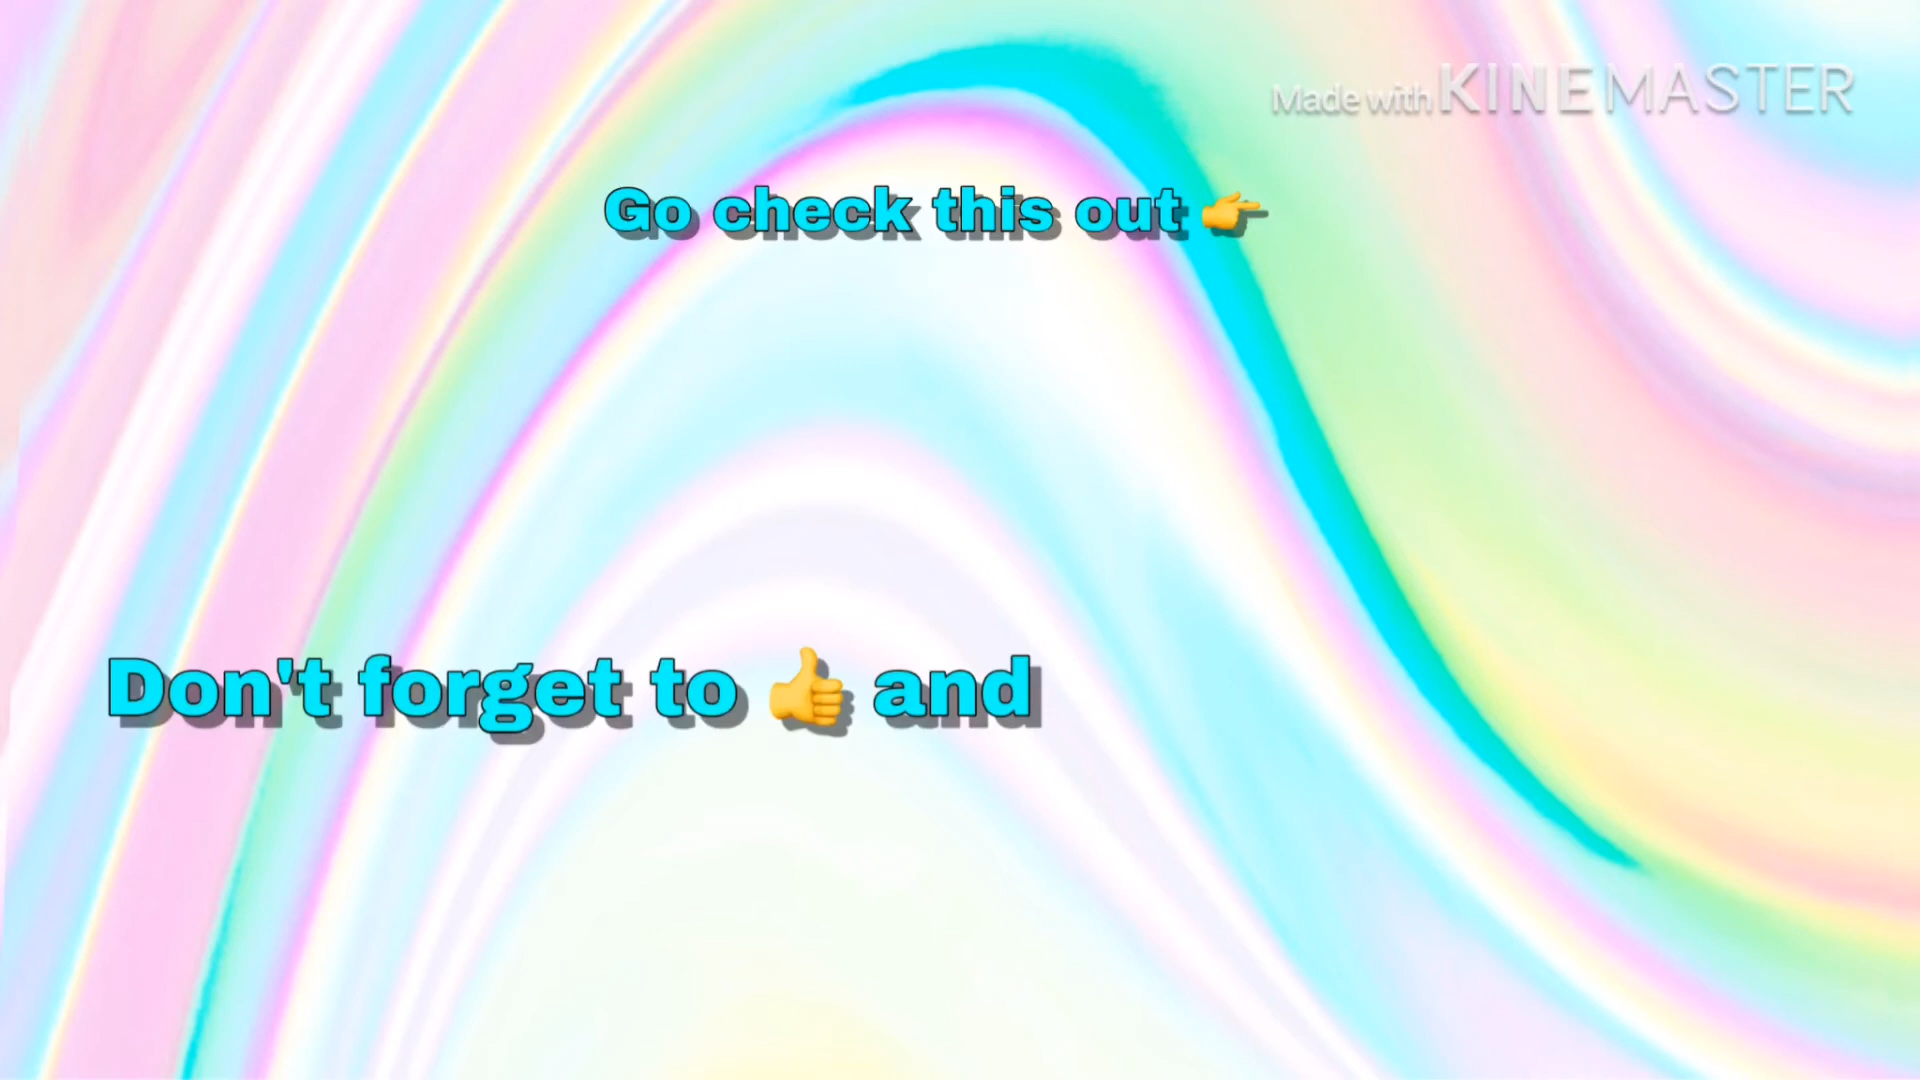 Made with KINEMASTER
Go check this out 👉
Don't forget to 👍 and